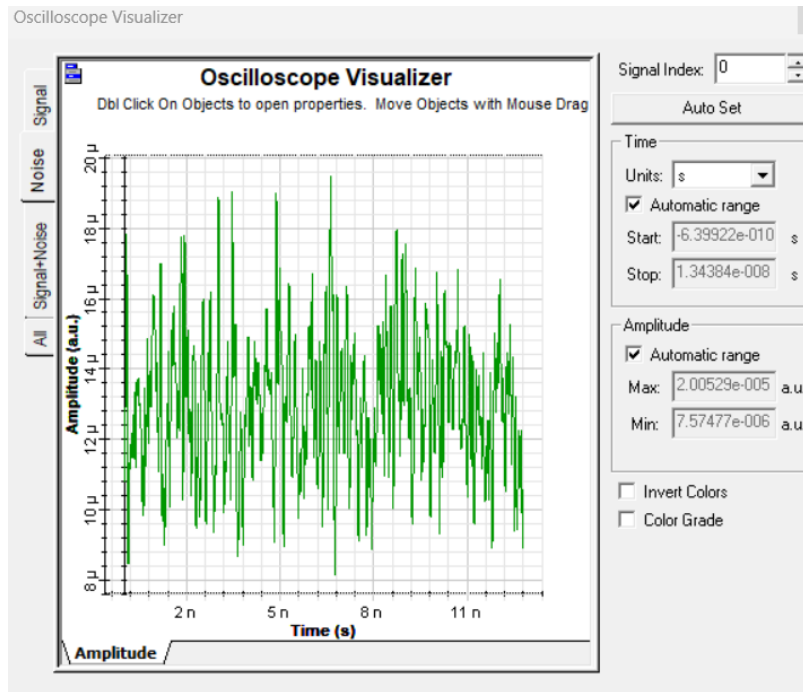 Oscilloscope Visualizer
Signal
Noise
Signal+Noise
All
Oscilloscope Visualizer
Dbl Click On Objects to open properties. Move Objects with Mouse Drag
Amplitude (a.u.)
20 µ
18 µ
16 µ
14 µ
12 µ
10 µ
8 µ
2 n 5 n 8 n 11 n
Time (s)
Amplitude
Signal Index: 0
Auto Set
Time
Units: s
Automatic range
Start: -6.39922e-010 s
Stop: 1.34384e-008 s
Amplitude
Automatic range
Max: 2.00529e-005 a.u
Min: 7.57477e-006 a.u
Invert Colors
Color Grade